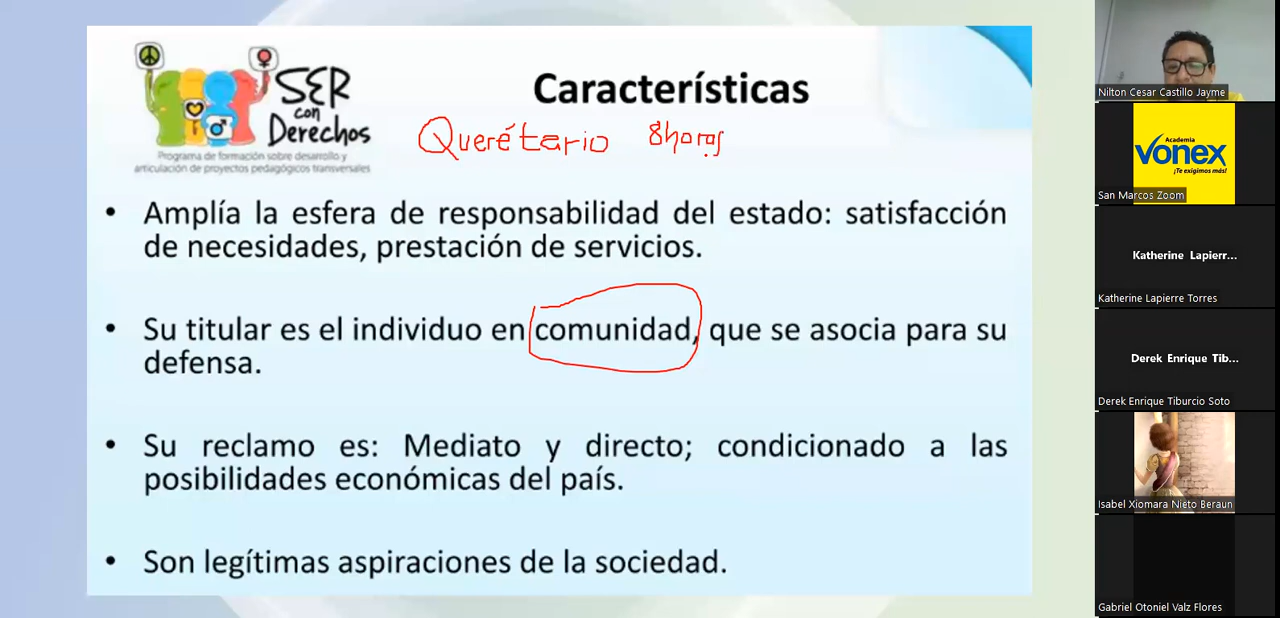 SER
con
Derechos
Programa de formación sobre desarrollo y
articulación de proyectos pedagógicos transversales
Características
Querétario 8horas
• Amplía la esfera de responsabilidad del estado: satisfacción
de necesidades, prestación de servicios.
• Su titular es el individuo en comunidad, que se asocia para su
defensa.
• Su reclamo es: Mediato y directo; condicionado a las
posibilidades económicas del país.
• Son legítimas aspiraciones de la sociedad.
Nilton Cesar Castillo Jayme
Academia
VONEX
¡Te exigimos más!
San Marcos Zoom
Katherine Lapierr...
Katherine Lapierre Torres
Derek Enrique Tib...
Derek Enrique Tiburcio Soto
Isabel Xiomara Nieto Beraun
Gabriel Otoniel Valz Flores